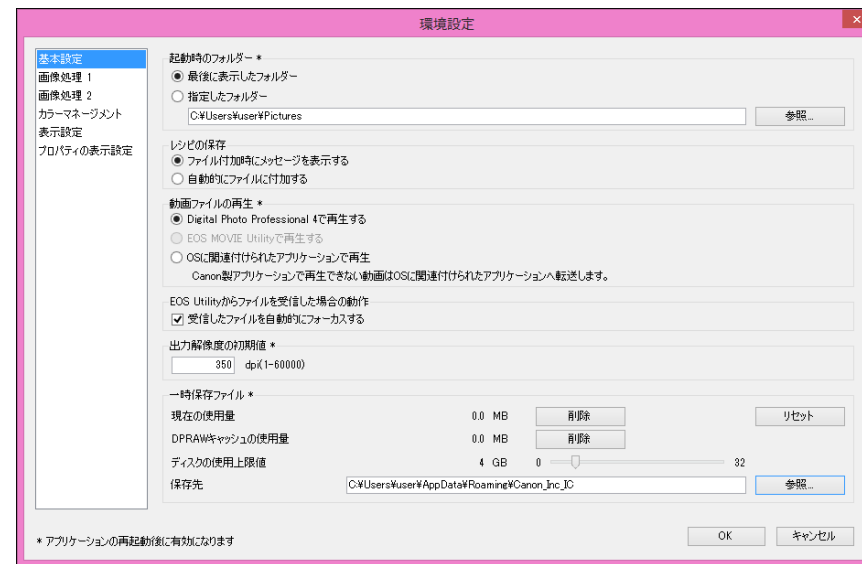 環境設定
×
基本設定
画像処理 1
画像処理 2
カラーマネージメント
表示設定
プロパティの表示設定
起動時のフォルダー *
最後に表示したフォルダー
指定したフォルダー
C:¥Users¥user¥Pictures 参照...
レシピの保存
ファイル付加時にメッセージを表示する
自動的にファイルに付加する
動画ファイルの再生 *
Digital Photo Professional 4で再生する
EOS MOVIE Utilityで再生する
OSに関連付けられたアプリケーションで再生
Canon製アプリケーションで再生できない動画はOSに関連付けられたアプリケーションへ転送します。
EOS Utilityからファイルを受信した場合の動作
受信したファイルを自動的にフォーカスする
出力解像度の初期値 *
350 dpi(1-60000)
一時保存ファイル *
現在の使用量 0.0 MB 削除 リセット
DPRAWキャッシュの使用量 0.0 MB 削除
ディスクの使用上限値 4 GB 0 32
保存先 C:¥Users¥user¥AppData¥Roaming¥Canon_Inc_IC 参照...
* アプリケーションの再起動後に有効になります
OK キャンセル